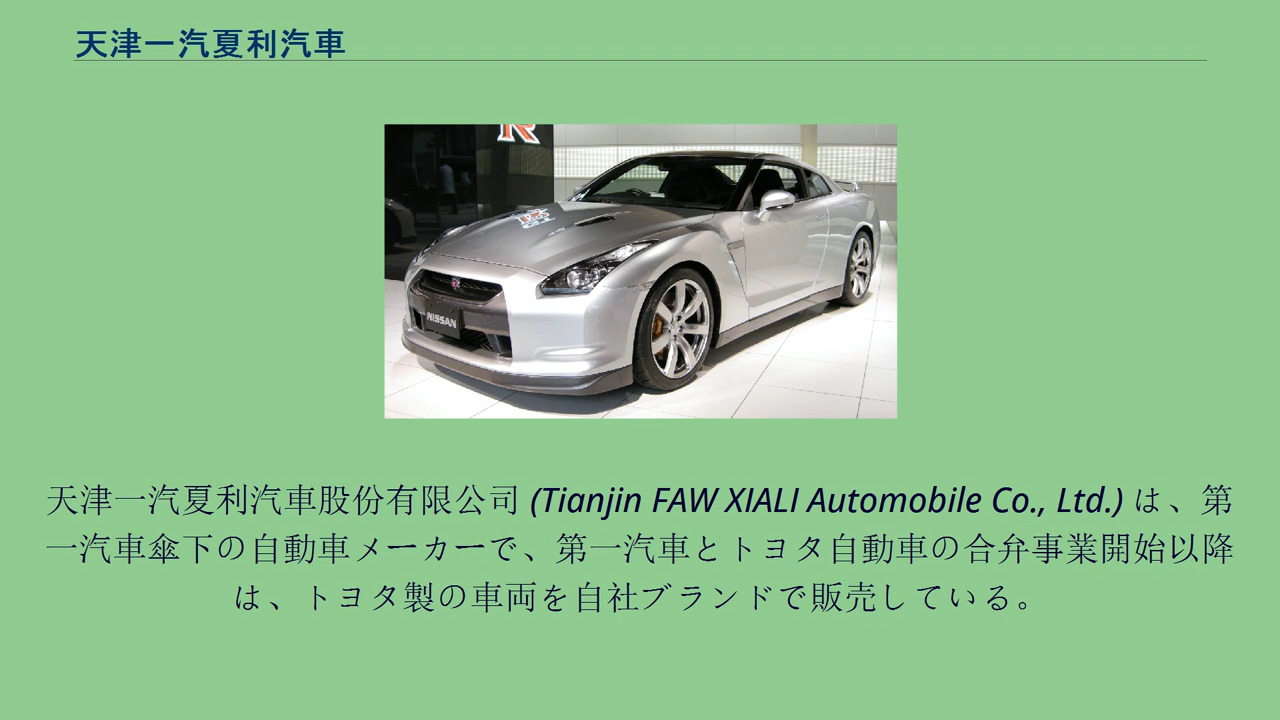 天津一汽夏利汽車
R
NISSAN
天津一汽夏利汽車股份有限公司 (Tianjin FAW XIALI Automobile Co., Ltd.) は、第
一汽車傘下の自動車メーカーで、第一汽車とトヨタ自動車の合弁事業開始以降
は、トヨタ製の車両を自社ブランドで販売している。